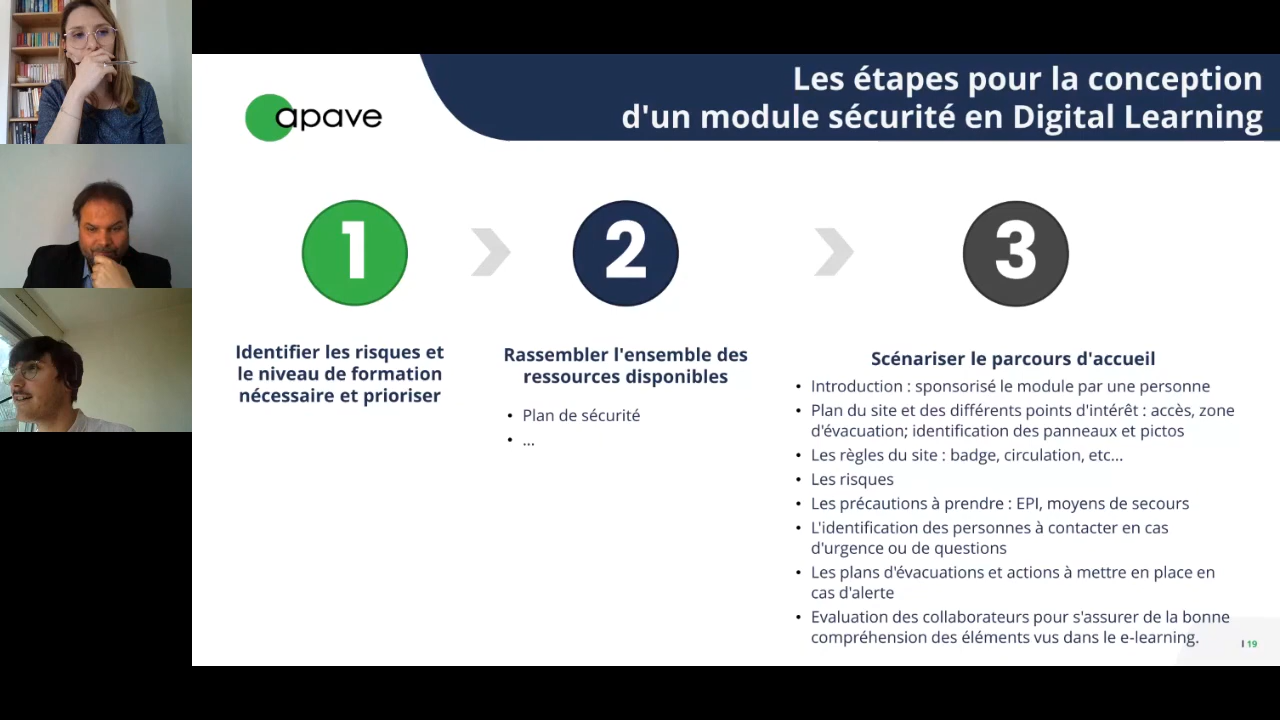 apave
Les étapes pour la conception
d'un module sécurité en Digital Learning
1
2
3
Identifier les risques et
le niveau de formation
nécessaire et prioriser
Rassembler l'ensemble des
ressources disponibles
• Plan de sécurité
• ...
Scénariser le parcours d'accueil
• Introduction : sponsorisé le module par une personne
• Plan du site et des différents points d'intérêt : accès, zone
d'évacuation; identification des panneaux et pictos
• Les règles du site : badge, circulation, etc...
• Les risques
• Les précautions à prendre : EPI, moyens de secours
• L'identification des personnes à contacter en cas
d'urgence ou de questions
• Les plans d'évacuations et actions à mettre en place en
cas d'alerte
• Evaluation des collaborateurs pour s'assurer de la bonne
compréhension des éléments vus dans le e-learning.
I 19